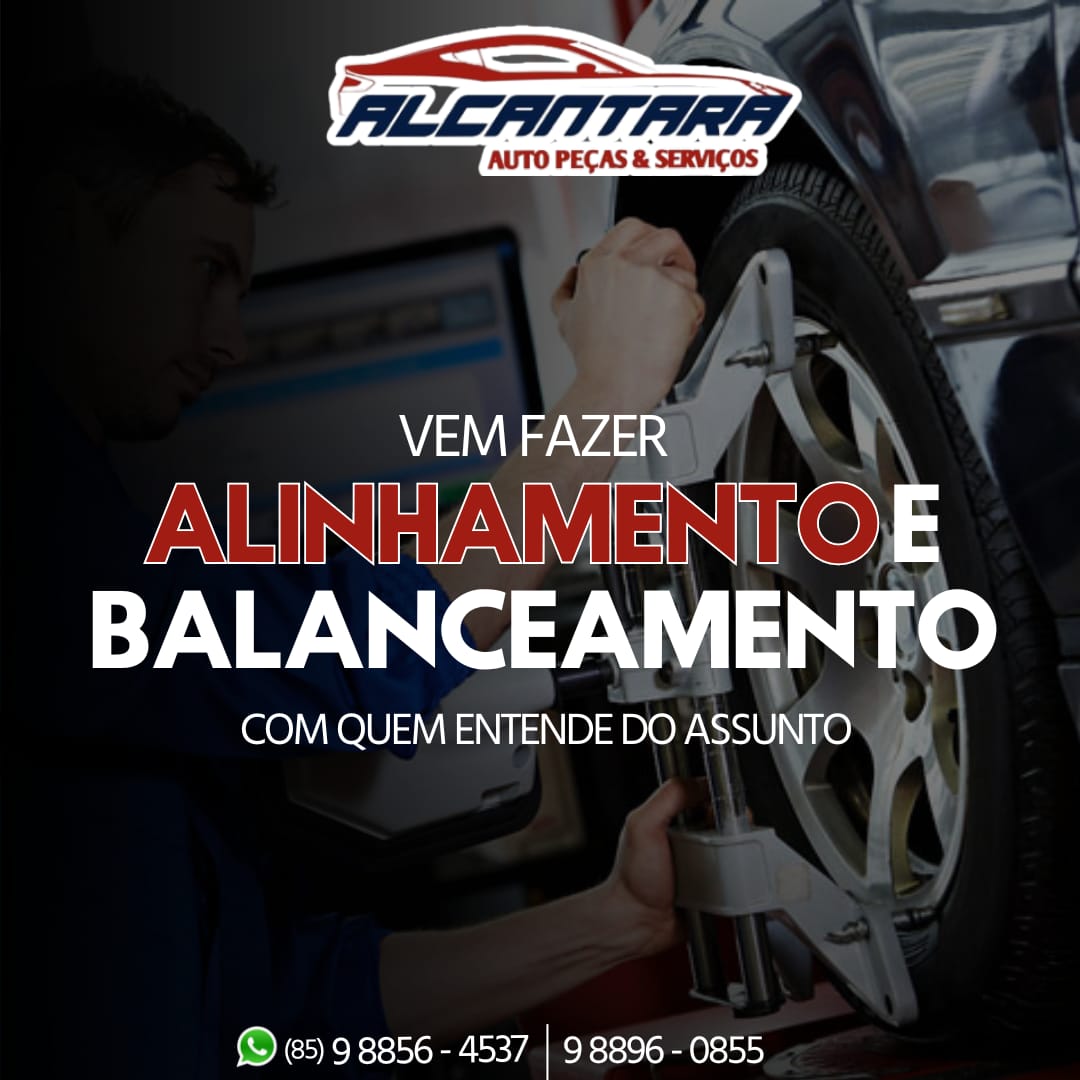 ALCANTARA
AUTO PEÇAS & SERVIÇOS
VEM FAZER
ALINHAMENTO E
BALANCEAMENTO
COM QUEM ENTENDE DO ASSUNTO
(85) 9 8856 - 4537 | 9 8896 - 0855